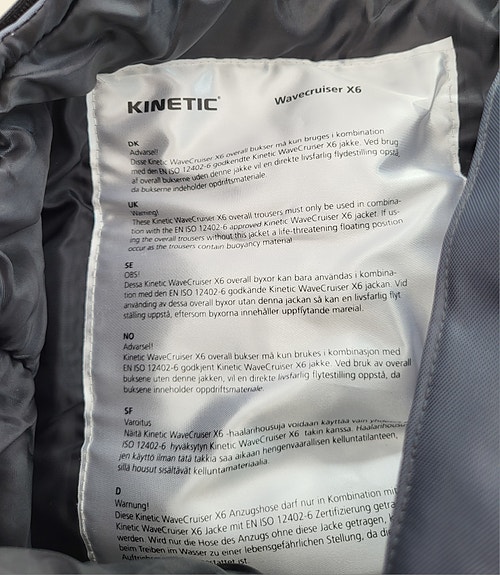 KINETIC®
Wavecruiser X6
DK
Advarsel!
Disse Kinetic WaveCruiser X6 overall bukser må kun bruges i kombination
med den EN ISO 12402-6 godkendte Kinetic WaveCruiser X6 jakke. Ved brug
af overall bukserne uden denne jakke vil en direkte livsfarlig flydestilling opstå,
da bukserne indeholder opdriftsmateriale.
UK
Warning!
These Kinetic WaveCruiser X6 overall trousers must only be used in combina-
tion with the EN ISO 12402-6 approved Kinetic WaveCruiser X6 jacket. If us-
ing the overall trousers without this jacket a life-threatening floating position
occur as the trousers contain buoyancy material
SE
OBS!
Dessa Kinetic WaveCruiser X6 overall byxor kan bara användas i kombina-
tion med den EN ISO 12402-6 godkände Kinetic WaveCruiser X6 jackan. Vid
användning av dessa overall byxor utan denna jackan så kan en livsfarlig flyt
ställing uppstå, eftersom byxorna innehåller uppflytande mareial.
NO
Advarsel!
Kinetic WaveCruiser X6 overall bukser må kun brukes i kombinasjon med
EN ISO 12402-6 godkjent Kinetic WaveCruiser X6 jakke. Ved bruk av overall
buksene uten denne jakken, vil en direkte livsfarlig flytestilling oppstå, da
buksene inneholder oppdriftsmateriale.
SF
Varoitus
Näitä Kinetic WaveCruiser X6 -haalarihousuja voidaan käyttää vain
ISO 12402-6 hyväksytyn Kinetic WaveCruiser X6 takin kanssa. Haalarihousu
jen käyttö ilman tätä takkia saa aikaan hengenvaarallisen kelluntatilanteen,
sillä housut sisältävät kelluntamateriaalia.
D
Warnung!
Diese Kinetic WaveCruiser X6 Anzugshose darf nur in Kombination mit
Kinetic WaveCruiser X6 Jacke mit EN ISO 12402-6 Zertifizierung getra
werden. Wird nur die Hose des Anzugs ohne diese Jacke getragen, k
beim Treiben im Wasser zu einer lebensgefährlichen Stellung, da die